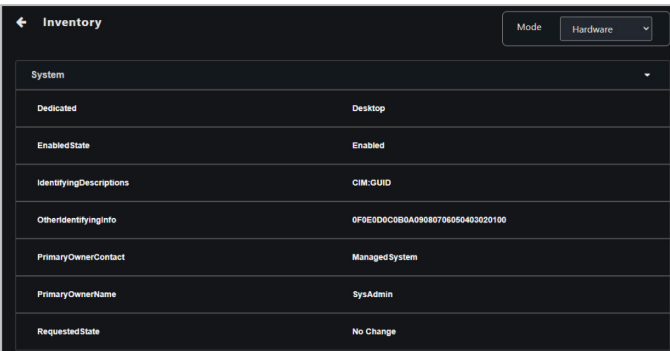 Inventory
Mode Hardware
System
Dedicated Desktop
EnabledState Enabled
IdentifyingDescriptions CIM:GUID
OtherIdentifyingInfo 0F0E0D0C0B0A09080706050403020100
PrimaryOwnerContact ManagedSystem
PrimaryOwnerName SysAdmin
RequestedState No Change